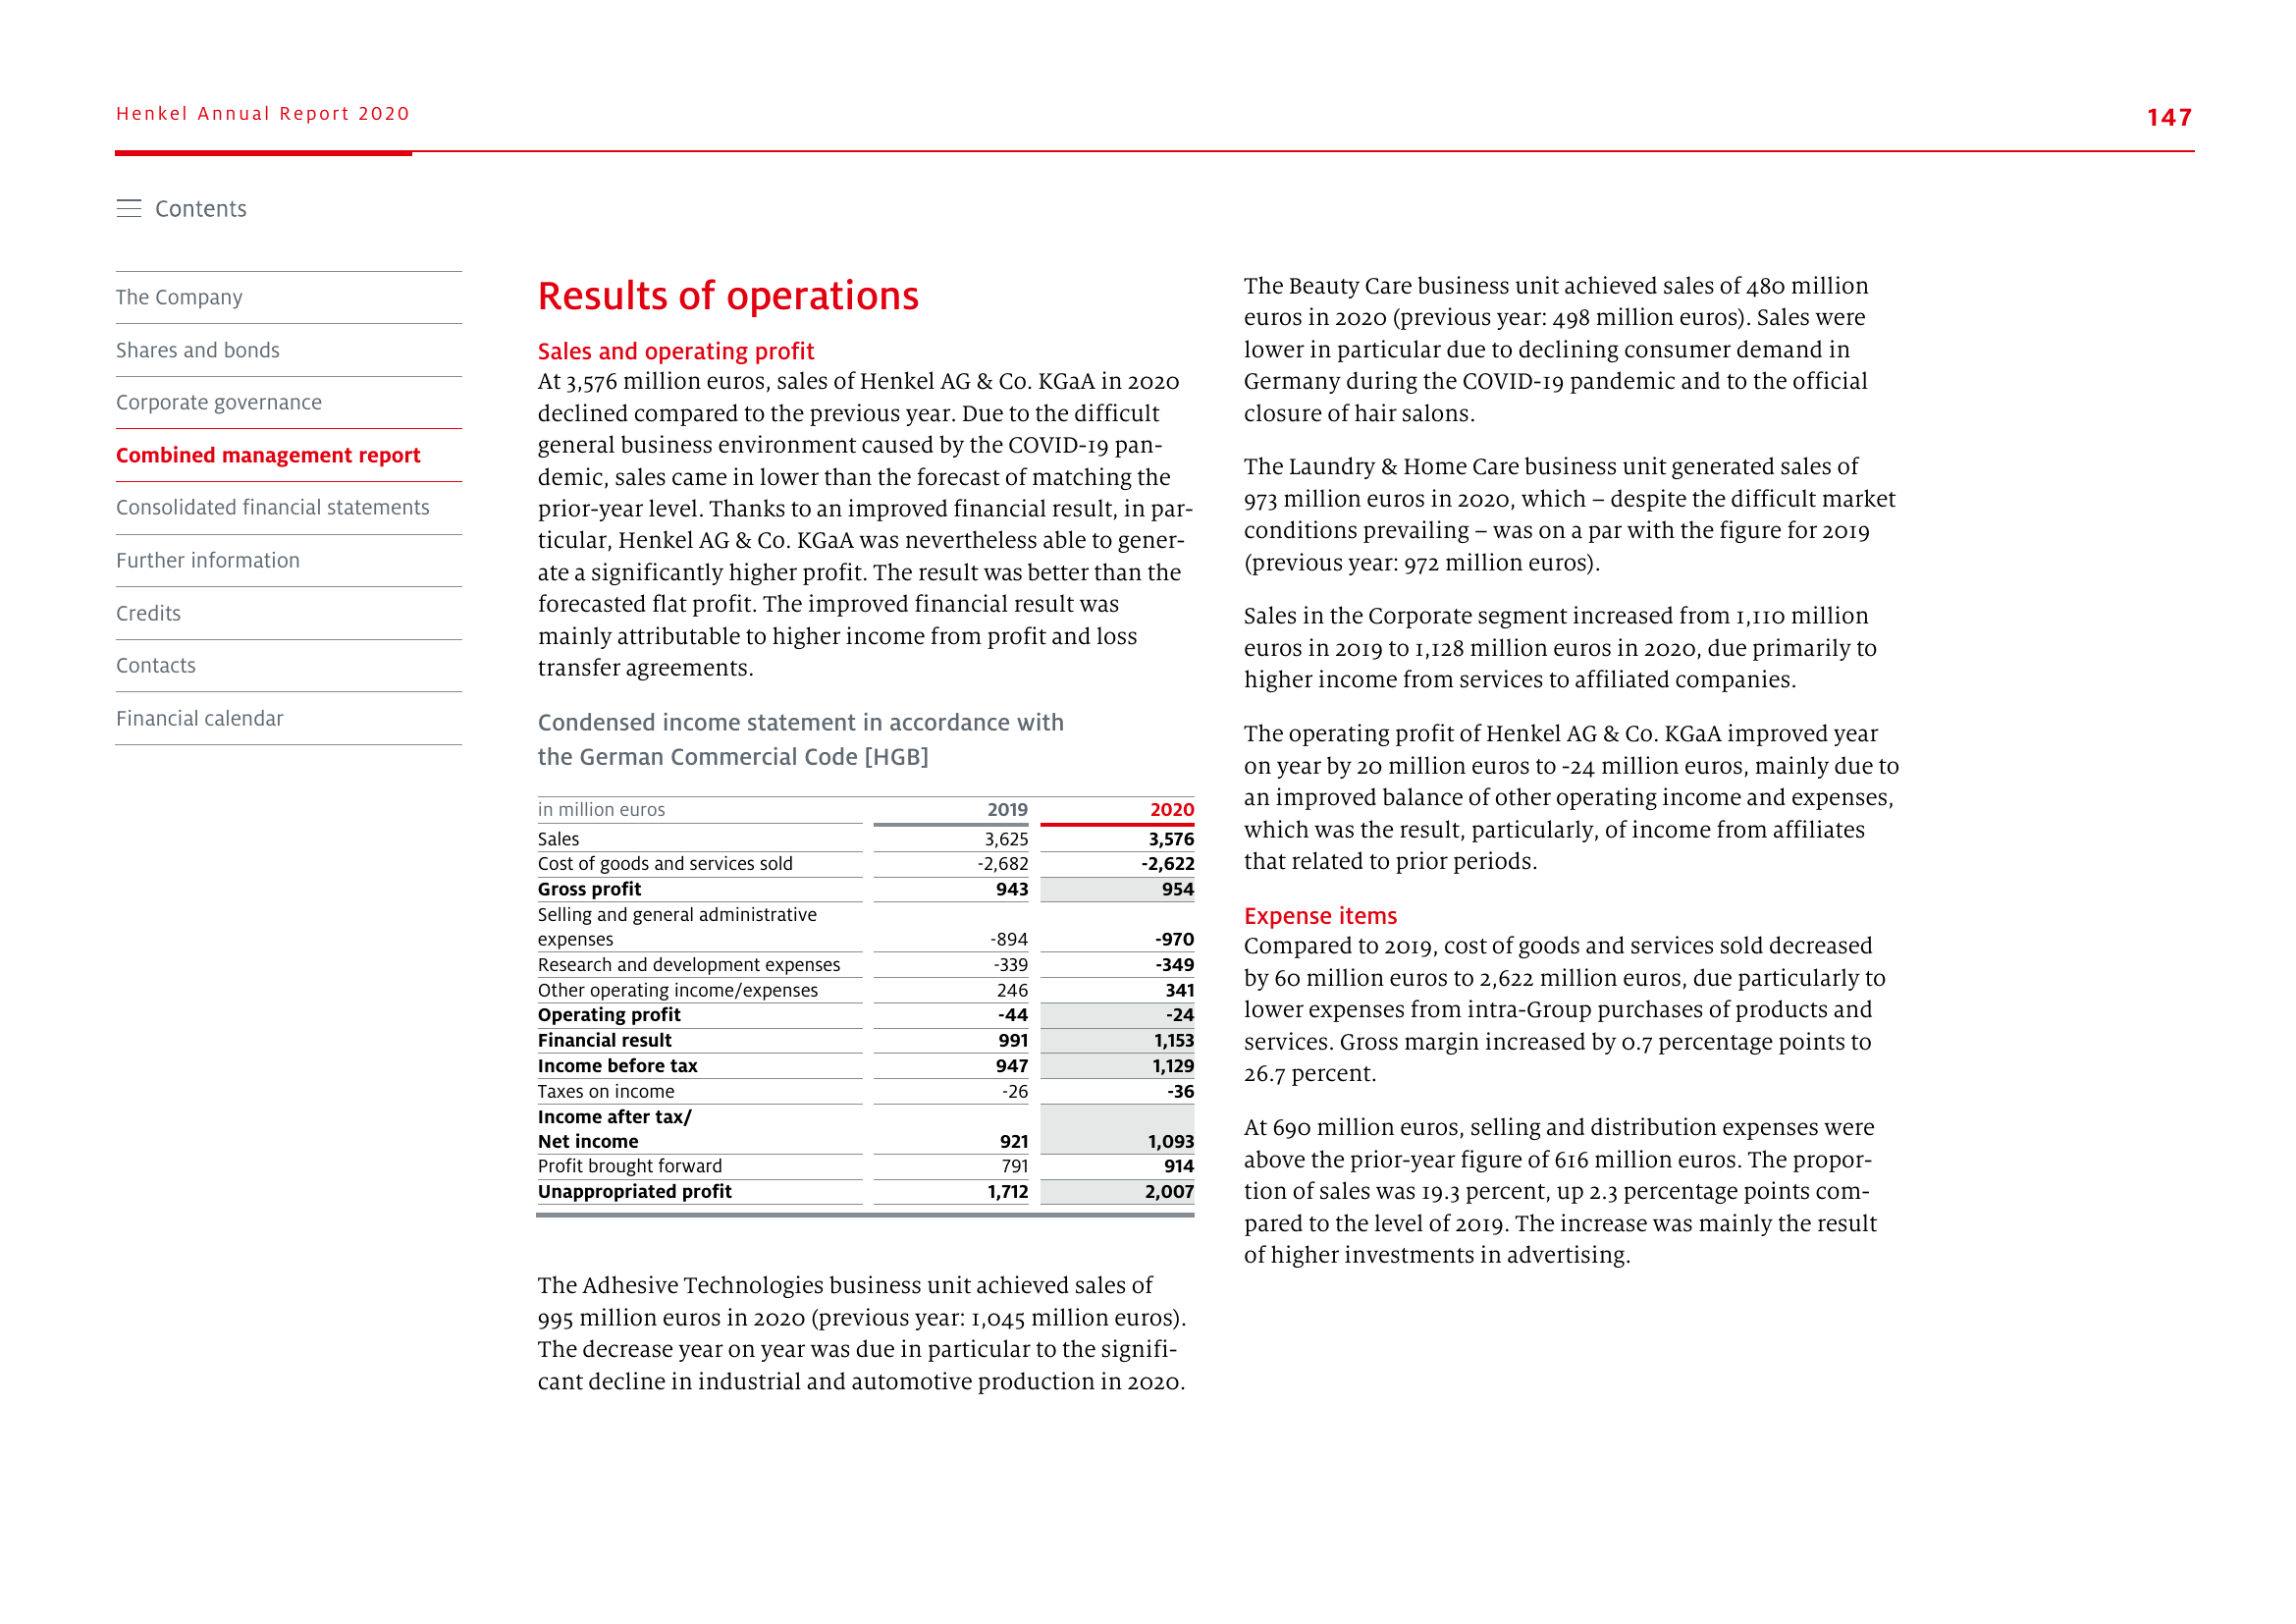 Henkel Annual Report 2020
147
Contents
The Company
Shares and bonds
Corporate governance
Combined management report
Consolidated financial statements
Further information
Credits
Contacts
Financial calendar
Results of operations
Sales and operating profit
At 3,576 million euros, sales of Henkel AG & Co. KGaA in 2020
declined compared to the previous year. Due to the difficult
general business environment caused by the COVID-19 pan-
demic, sales came in lower than the forecast of matching the
prior-year level. Thanks to an improved financial result, in par-
ticular, Henkel AG & Co. KGaA was nevertheless able to gener-
ate a significantly higher profit. The result was better than the
forecasted flat profit. The improved financial result was
mainly attributable to higher income from profit and loss
transfer agreements.
Condensed income statement in accordance with
the German Commercial Code [HGB]
in million euros 2019 2020
Sales 3,625 3,576
Cost of goods and services sold -2,682 -2,622
Gross profit 943 954
Selling and general administrative
expenses -894 -970
Research and development expenses -339 -349
Other operating income/expenses 246 341
Operating profit -44 -24
Financial result 991 1,153
Income before tax 947 1,129
Taxes on income -26 -36
Income after tax/
Net income 921 1,093
Profit brought forward 791 914
Unappropriated profit 1,712 2,007
The Adhesive Technologies business unit achieved sales of
995 million euros in 2020 (previous year: 1,045 million euros).
The decrease year on year was due in particular to the signifi-
cant decline in industrial and automotive production in 2020.
The Beauty Care business unit achieved sales of 480 million
euros in 2020 (previous year: 498 million euros). Sales were
lower in particular due to declining consumer demand in
Germany during the COVID-19 pandemic and to the official
closure of hair salons.
The Laundry & Home Care business unit generated sales of
973 million euros in 2020, which – despite the difficult market
conditions prevailing – was on a par with the figure for 2019
(previous year: 972 million euros).
Sales in the Corporate segment increased from 1,110 million
euros in 2019 to 1,128 million euros in 2020, due primarily to
higher income from services to affiliated companies.
The operating profit of Henkel AG & Co. KGaA improved year
on year by 20 million euros to -24 million euros, mainly due to
an improved balance of other operating income and expenses,
which was the result, particularly, of income from affiliates
that related to prior periods.
Expense items
Compared to 2019, cost of goods and services sold decreased
by 60 million euros to 2,622 million euros, due particularly to
lower expenses from intra-Group purchases of products and
services. Gross margin increased by 0.7 percentage points to
26.7 percent.
At 690 million euros, selling and distribution expenses were
above the prior-year figure of 616 million euros. The propor-
tion of sales was 19.3 percent, up 2.3 percentage points com-
pared to the level of 2019. The increase was mainly the result
of higher investments in advertising.